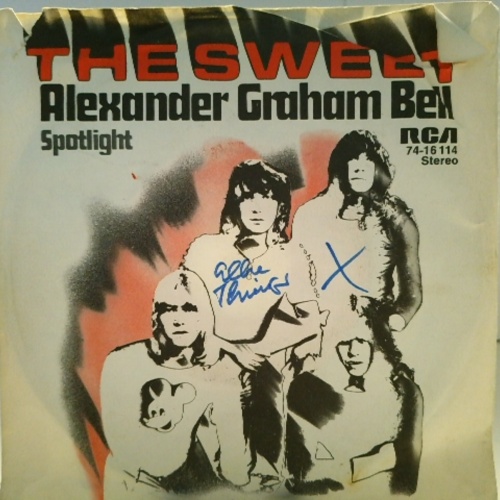 THE SWEET
Alexander Graham Bell
Spotlight
RCA
74-16 114
Stereo
X